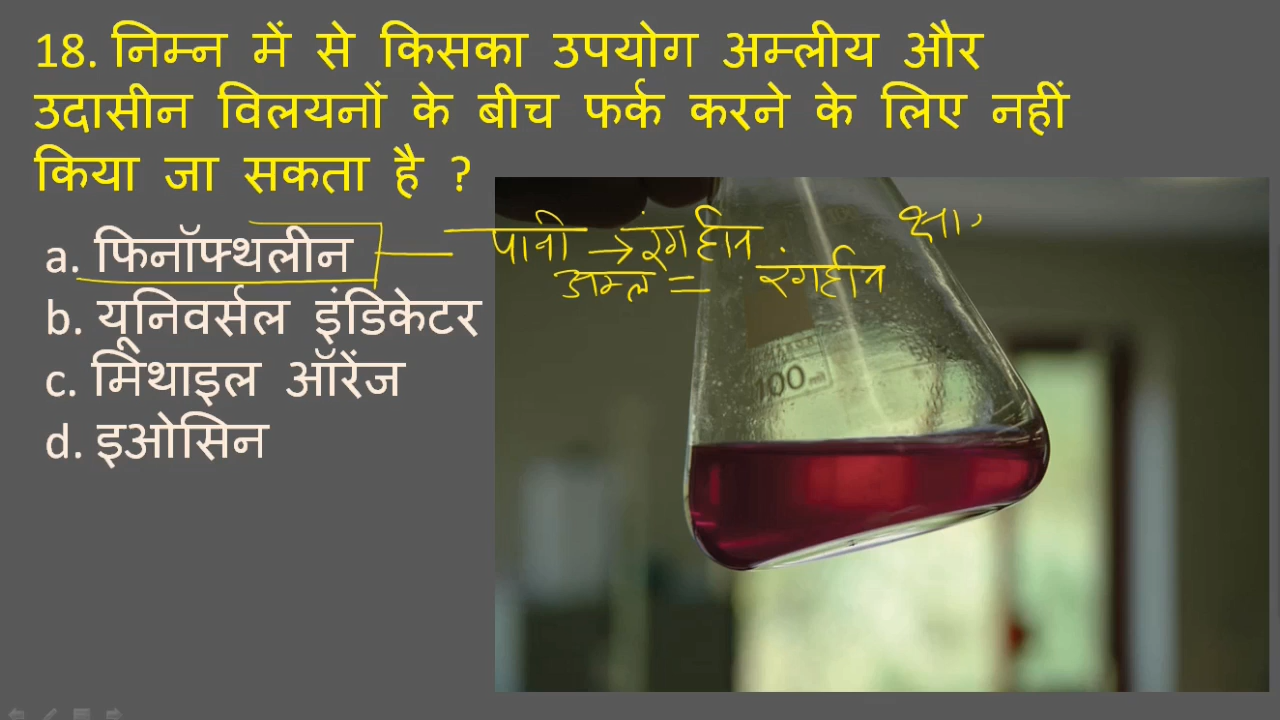 18. निम्न में से किसका उपयोग अम्लीय और
उदासीन विलयनों के बीच फर्क करने के लिए नहीं
किया जा सकता है ?
a. फिनॉफ्थलीन
पानी → रंगहीन
क्षा
अम्ल = रंगहीन
b. यूनिवर्सल इंडिकेटर
c. मिथाइल ऑरेंज
d. इओसिन
100 ml